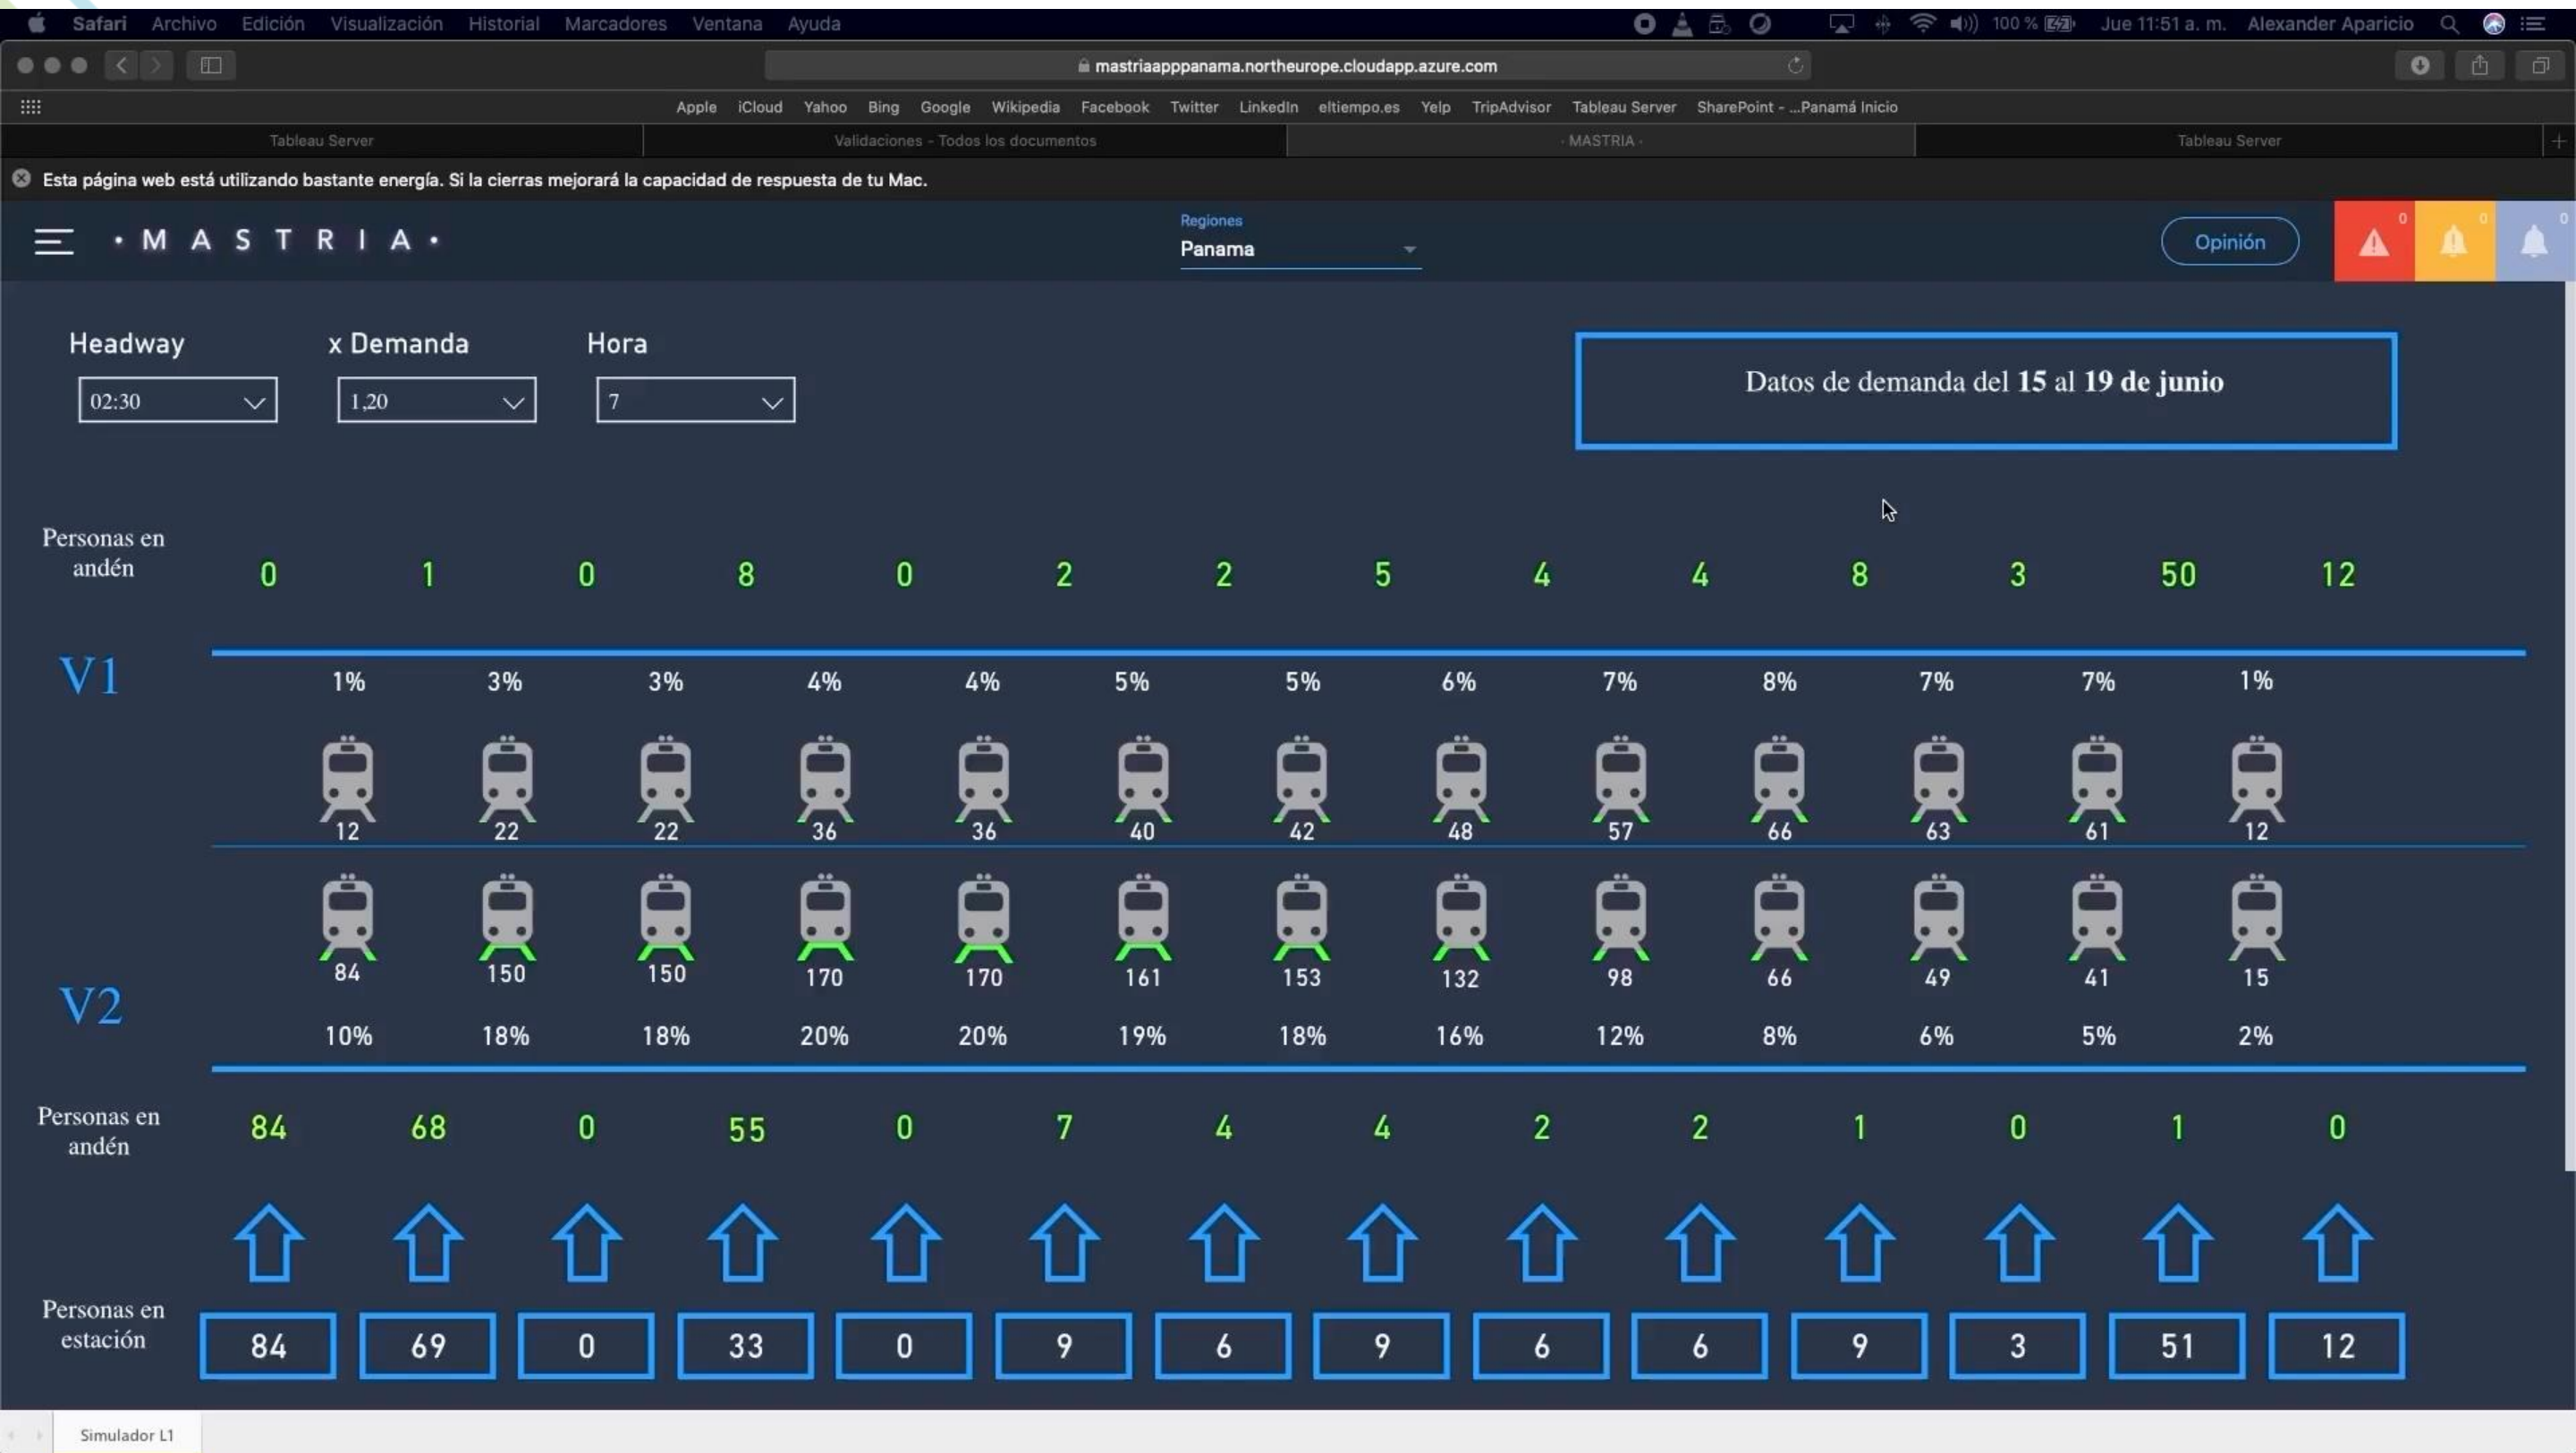 Safari Archivo Edición Visualización Historial Marcadores Ventana Ayuda 100 % Jue 11:51 a. m. Alexander Aparicio
mastriaapppanama.northeurope.cloudapp.azure.com
Apple iCloud Yahoo Bing Google Wikipedia Facebook Twitter LinkedIn eltiempo.es Yelp TripAdvisor Tableau Server SharePoint - ...Panamá Inicio
Tableau Server Validaciones - Todos los documentos · MASTRIA · Tableau Server
Esta página web está utilizando bastante energía. Si la cierras mejorará la capacidad de respuesta de tu Mac.
· M A S T R I A ·
Regiones
Panama
Opinión
0 0 0
Headway x Demanda Hora
02:30 1,20 7
Datos de demanda del 15 al 19 de junio
Personas en
andén
0 1 0 8 0 2 2 5 4 4 8 3 50 12
V1
1% 3% 3% 4% 4% 5% 5% 6% 7% 8% 7% 7% 1%
12 22 22 36 36 40 42 48 57 66 63 61 12
84 150 150 170 170 161 153 132 98 66 49 41 15
V2
10% 18% 18% 20% 20% 19% 18% 16% 12% 8% 6% 5% 2%
Personas en
andén
84 68 0 55 0 7 4 4 2 2 1 0 1 0
Personas en
estación
84 69 0 33 0 9 6 9 6 6 9 3 51 12
Simulador L1